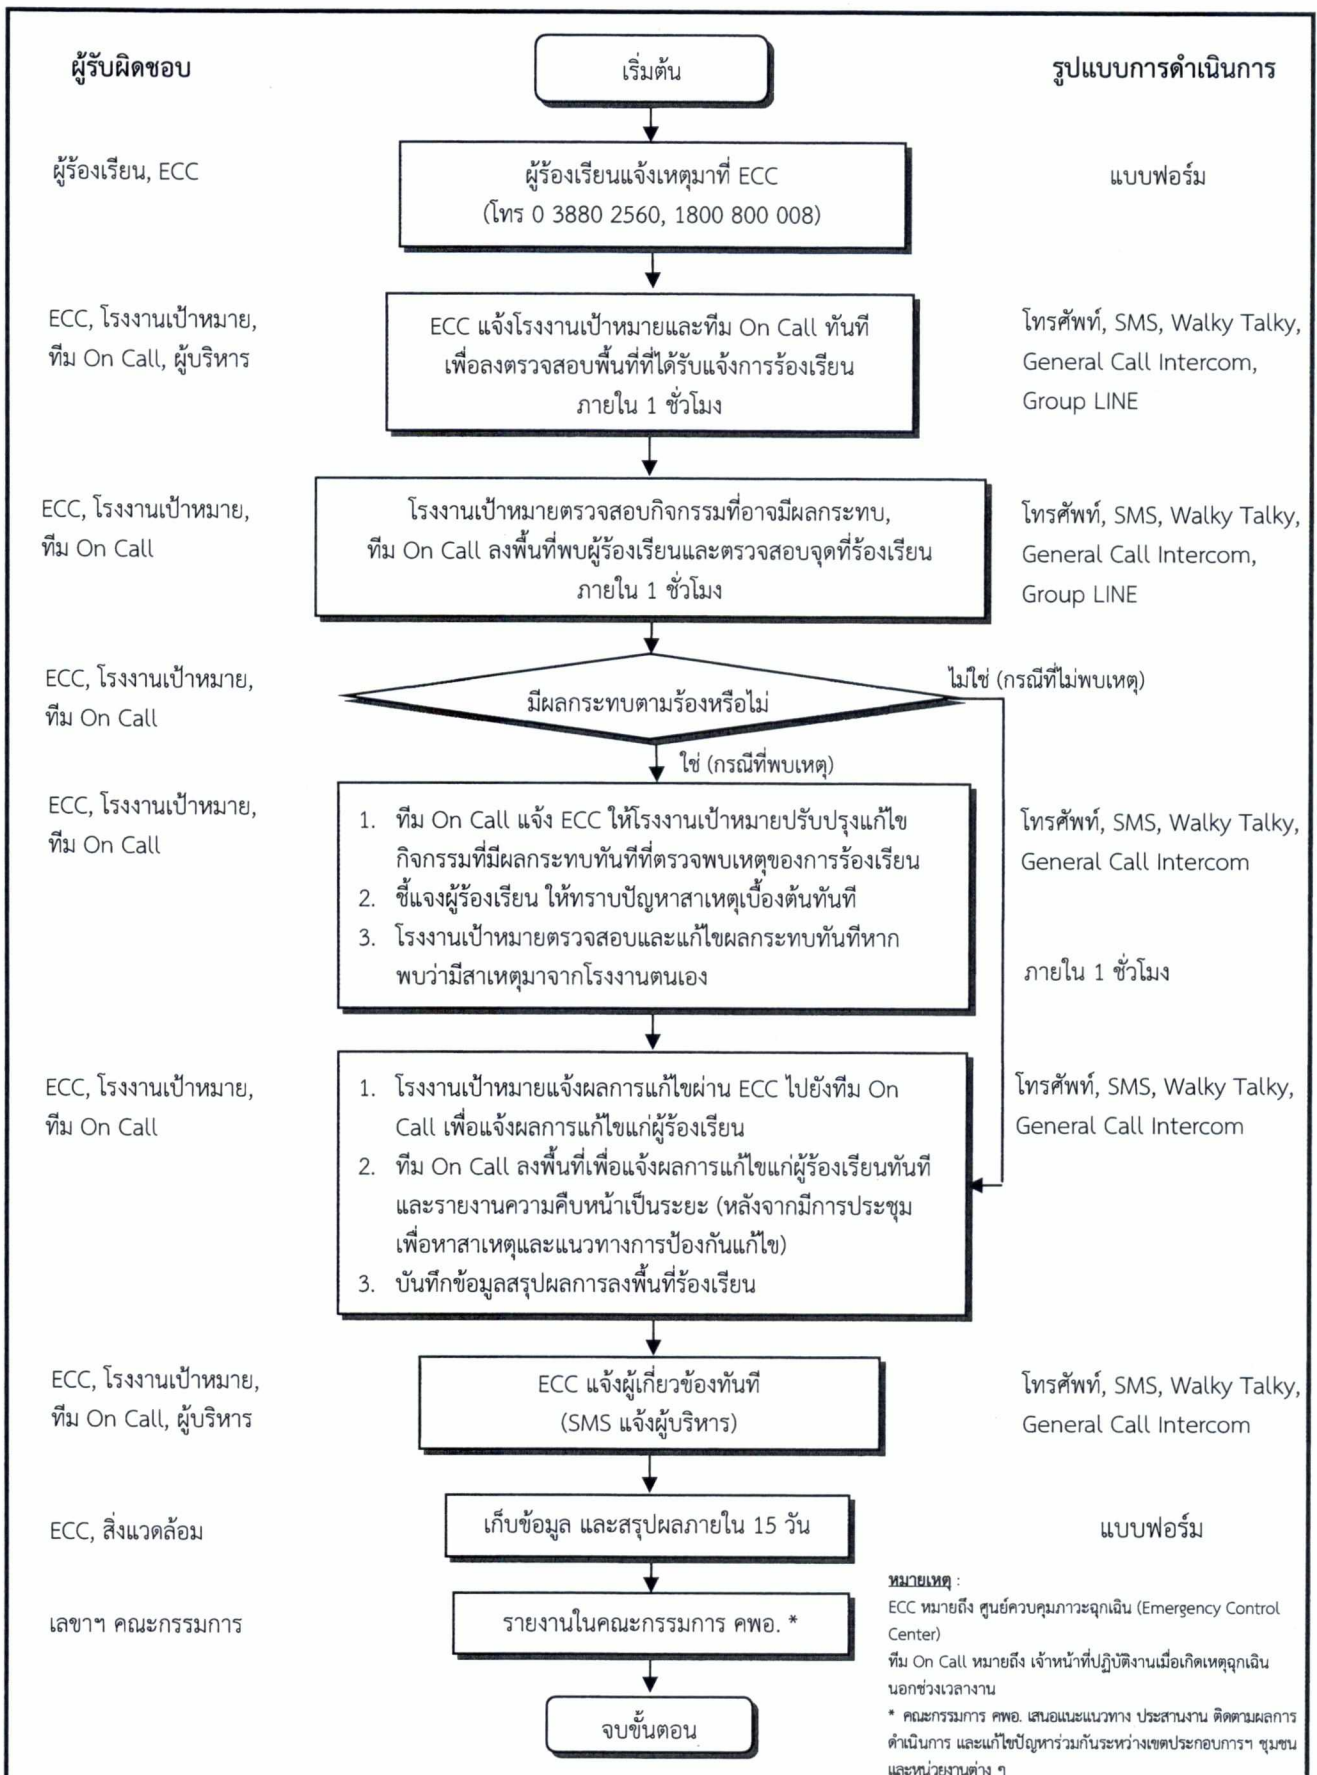 ผู้รับผิดชอบ
เริ่มต้น
รูปแบบการดำเนินการ
ผู้ร้องเรียน, ECC
ผู้ร้องเรียนแจ้งเหตุมาที่ ECC
(โทร 0 3880 2560, 1800 800 008)
แบบฟอร์ม
ECC, โรงงานเป้าหมาย,
ทีม On Call, ผู้บริหาร
ECC แจ้งโรงงานเป้าหมายและทีม On Call ทันที
เพื่อลงตรวจสอบพื้นที่ที่ได้รับแจ้งการร้องเรียน
ภายใน 1 ชั่วโมง
โทรศัพท์, SMS, Walky Talky,
General Call Intercom,
Group LINE
ECC, โรงงานเป้าหมาย,
ทีม On Call
โรงงานเป้าหมายตรวจสอบกิจกรรมที่อาจมีผลกระทบ,
ทีม On Call ลงพื้นที่พบผู้ร้องเรียนและตรวจสอบจุดที่ร้องเรียน
ภายใน 1 ชั่วโมง
โทรศัพท์, SMS, Walky Talky,
General Call Intercom,
Group LINE
ECC, โรงงานเป้าหมาย,
ทีม On Call
มีผลกระทบตามร้องหรือไม่
ไม่ใช่ (กรณีที่ไม่พบเหตุ)
ใช่ (กรณีที่พบเหตุ)
ECC, โรงงานเป้าหมาย,
ทีม On Call
1. ทีม On Call แจ้ง ECC ให้โรงงานเป้าหมายปรับปรุงแก้ไข
กิจกรรมที่มีผลกระทบทันทีที่ตรวจพบเหตุของการร้องเรียน
2. ชี้แจงผู้ร้องเรียน ให้ทราบปัญหาสาเหตุเบื้องต้นทันที
3. โรงงานเป้าหมายตรวจสอบและแก้ไขผลกระทบทันทีหาก
พบว่ามีสาเหตุมาจากโรงงานตนเอง
โทรศัพท์, SMS, Walky Talky,
General Call Intercom
ภายใน 1 ชั่วโมง
ECC, โรงงานเป้าหมาย,
ทีม On Call
1. โรงงานเป้าหมายแจ้งผลการแก้ไขผ่าน ECC ไปยังทีม On
Call เพื่อแจ้งผลการแก้ไขแก่ผู้ร้องเรียน
2. ทีม On Call ลงพื้นที่เพื่อแจ้งผลการแก้ไขแก่ผู้ร้องเรียนทันที
และรายงานความคืบหน้าเป็นระยะ (หลังจากมีการประชุม
เพื่อหาสาเหตุและแนวทางการป้องกันแก้ไข)
3. บันทึกข้อมูลสรุปผลการลงพื้นที่ร้องเรียน
โทรศัพท์, SMS, Walky Talky,
General Call Intercom
ECC, โรงงานเป้าหมาย,
ทีม On Call, ผู้บริหาร
ECC แจ้งผู้เกี่ยวข้องทันที
(SMS แจ้งผู้บริหาร)
โทรศัพท์, SMS, Walky Talky,
General Call Intercom
ECC, สิ่งแวดล้อม
เก็บข้อมูล และสรุปผลภายใน 15 วัน
แบบฟอร์ม
เลขาฯ คณะกรรมการ
รายงานในคณะกรรมการ คพอ. *
จบขั้นตอน
หมายเหตุ :
ECC หมายถึง ศูนย์ควบคุมภาวะฉุกเฉิน (Emergency Control
Center)
ทีม On Call หมายถึง เจ้าหน้าที่ปฏิบัติงานเมื่อเกิดเหตุฉุกเฉิน
นอกช่วงเวลางาน
* คณะกรรมการ คพอ. เสนอแนะแนวทาง ประสานงาน ติดตามผลการ
ดำเนินการ และแก้ไขปัญหาร่วมกันระหว่างเขตประกอบการฯ ชุมชน
และหน่วยงานต่าง ๆ